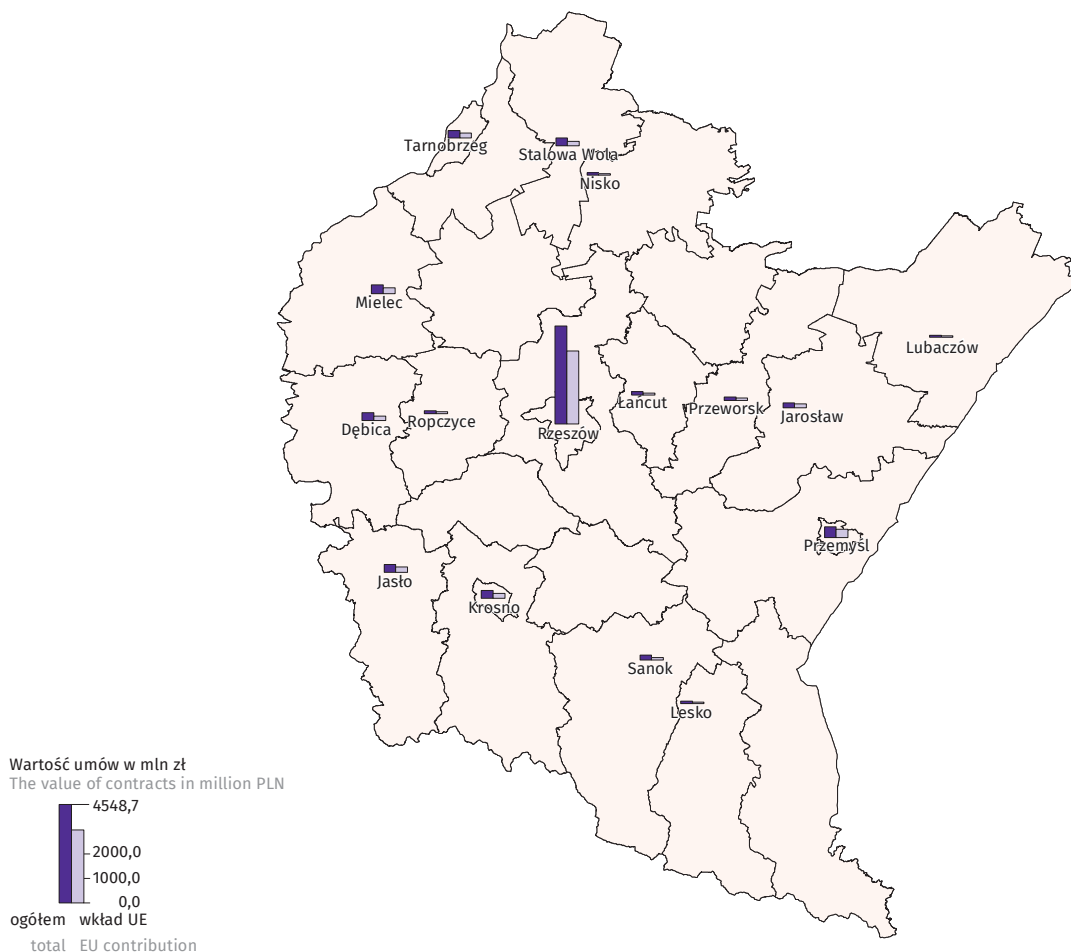 Tarnobrzeg
Stalowa Wola
Nisko
Mielec
Lubaczów
Łańcut
Przeworsk
Jarosław
Dębica
Ropczyce
Rzeszów
Przemyśl
Jasło
Krosno
Sanok
Lesko
Wartość umów w mln zł
The value of contracts in million PLN
4548,7
2000,0
1000,0
0,0
ogółem wkład UE
total EU contribution